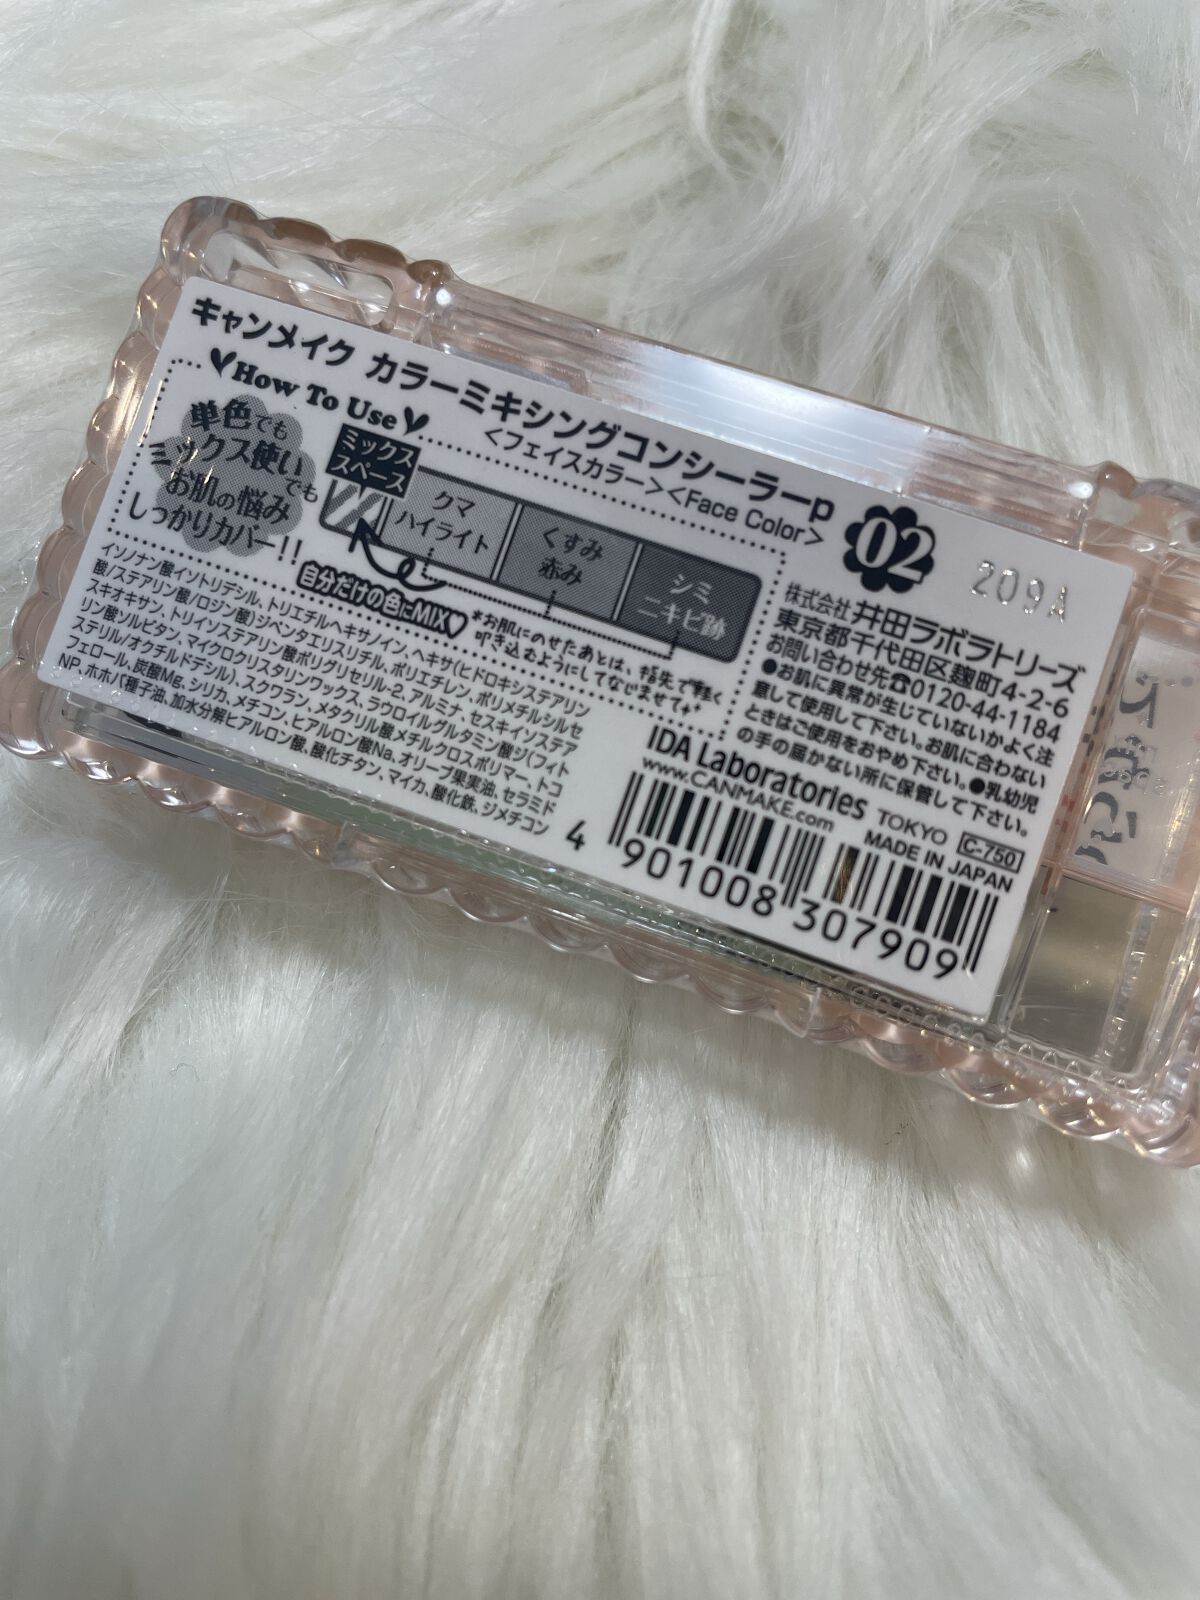 キャンメイク カラーミキシングコンシーラーp
<フェイスカラー><Face Color>
02
209A
How To Use
単色でも
ミックス使いでも
お肌の悩み
しっかりカバー!!
ミックス
スペース
クマ
ハイライト
くすみ
赤み
シミ
ニキビ跡
自分だけの色にMIX♡
*お肌にのせたあとは、指先で軽く
叩き込むようにしてなじませて
イソノナン酸イソトリデシル、トリエチルヘキサノイン、ヘキサ(ヒドロキシステアリン
酸/ステアリン酸/ロジン酸)ジペンタエリスリチル、ポリエチレン、ポリメチルシルセ
スキオキサン、トリイソステアリン酸ポリグリセリル-2、アルミナ、セスキイソステア
リン酸ソルビタン、マイクロクリスタリンワックス、ラウロイルグルタミン酸ジ(フィト
ステリル/オクチルドデシル)、スクワラン、メタクリル酸メチルクロスポリマー、トコ
フェロール、炭酸Mg、シリカ、メチコン、ヒアルロン酸Na、オリーブ果実油、セラミド
NP、ホホバ種子油、加水分解ヒアルロン酸、酸化チタン、マイカ、酸化鉄、ジメチコン
株式会社 井田ラボラトリーズ
東京都千代田区麹町4-2-6
お問い合わせ先☎0120-44-1184
●お肌に異常が生じていないかよく注
意して使用して下さい。お肌に合わない
ときはご使用をおやめ下さい。●乳幼児
の手の届かない所に保管して下さい。
IDA Laboratories TOKYO C-750
www.CANMAKE.com MADE IN JAPAN
4 901008 307909